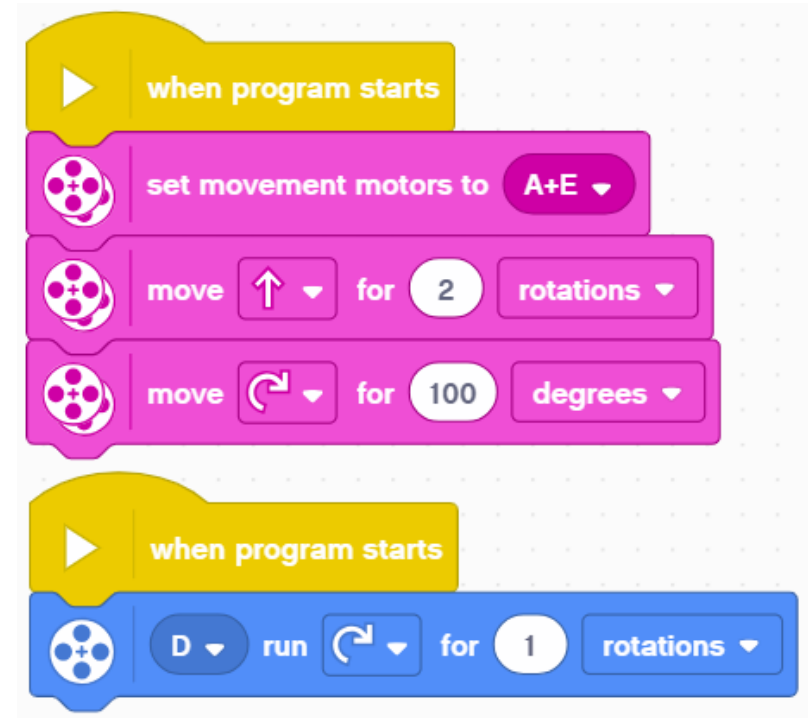 when program starts
set movement motors to A+E
move for 2 rotations
move for 100 degrees
when program starts
D run for 1 rotations